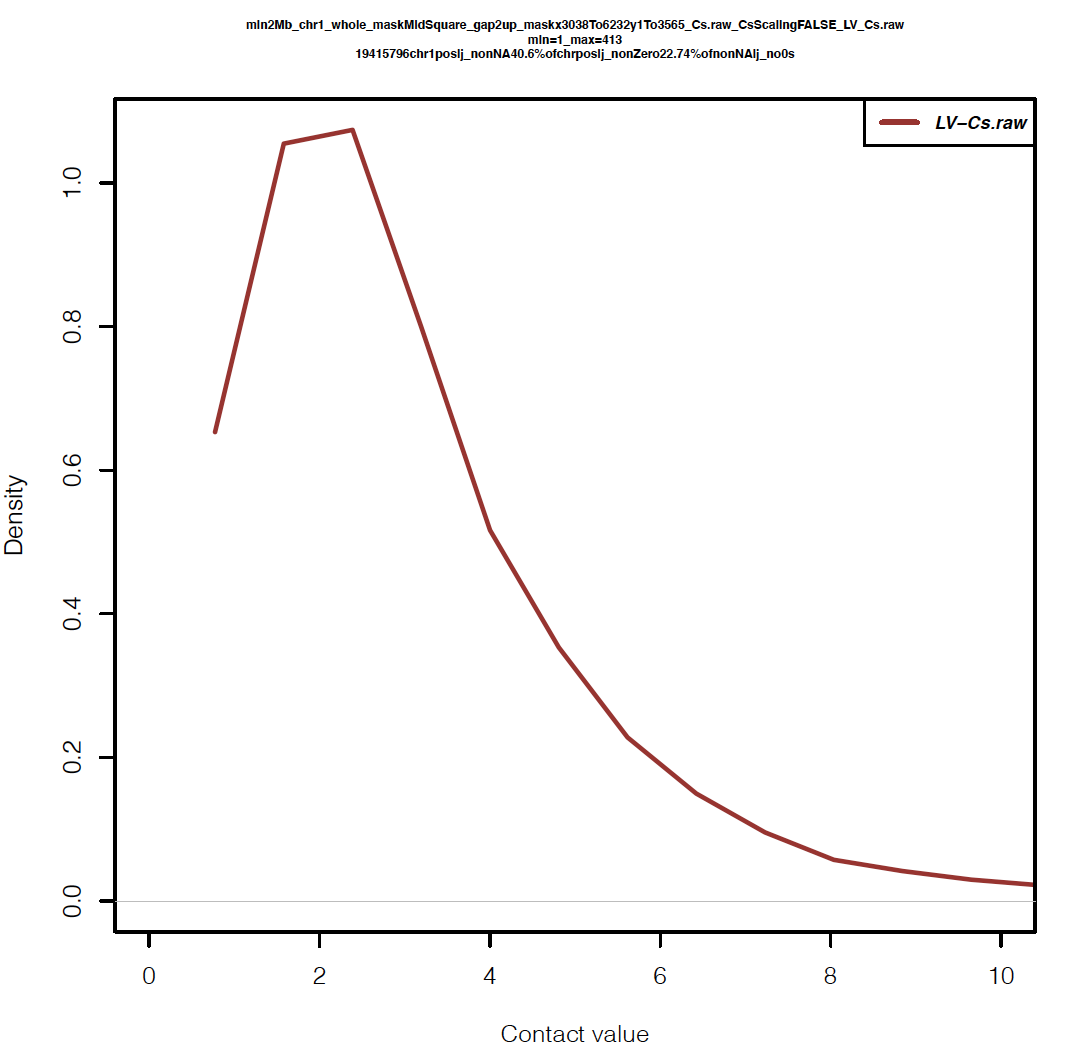 min2Mb_chr1_whole_maskMidSquare_gap2up_maskx3038To6232y1To3565_Cs.raw_CsScalingFALSE_LV_Cs.raw
min=1_max=413
19415796chr1posij_nonNA40.6%ofchrposij_nonZero22.74%ofnonNAij_no0s
LV−Cs.raw
1.0
0.8
0.6
0.4
0.2
0.0
Density
0 2 4 6 8 10
Contact value